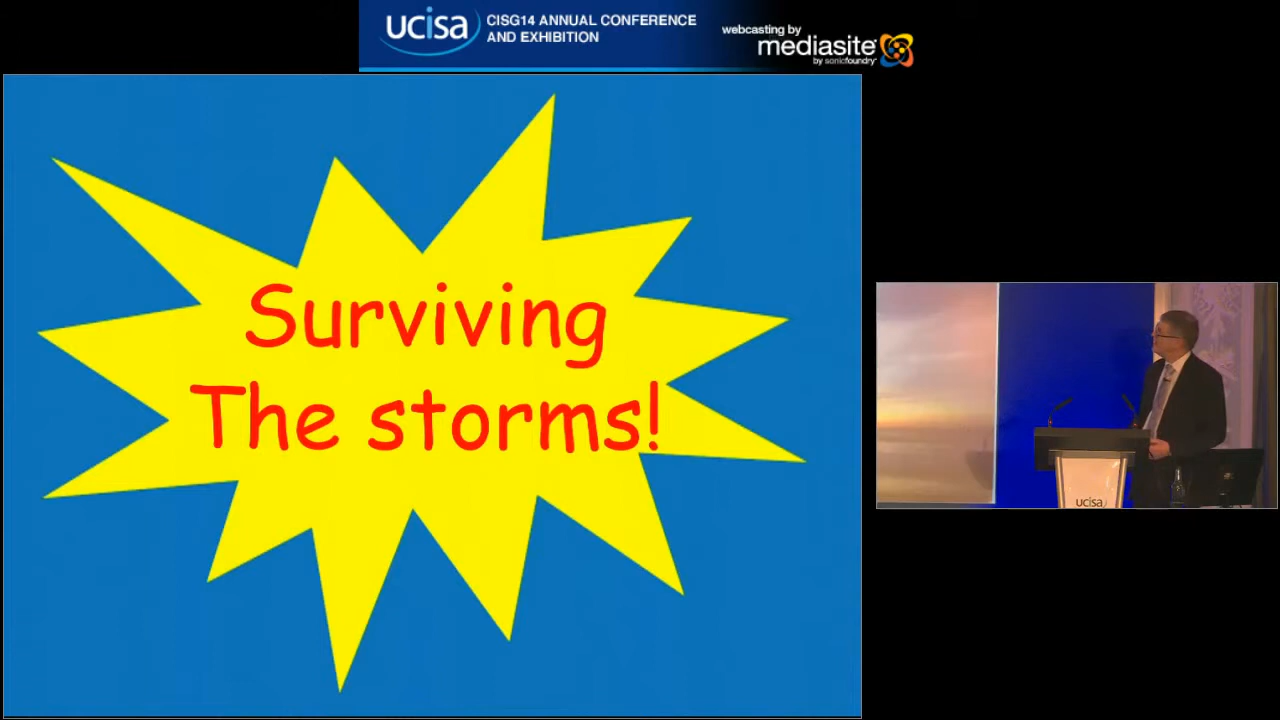 ucisa
CISG14 ANNUAL CONFERENCE
AND EXHIBITION
webcasting by
mediasite
by sonicfoundry
Surviving
The storms!
ucisa